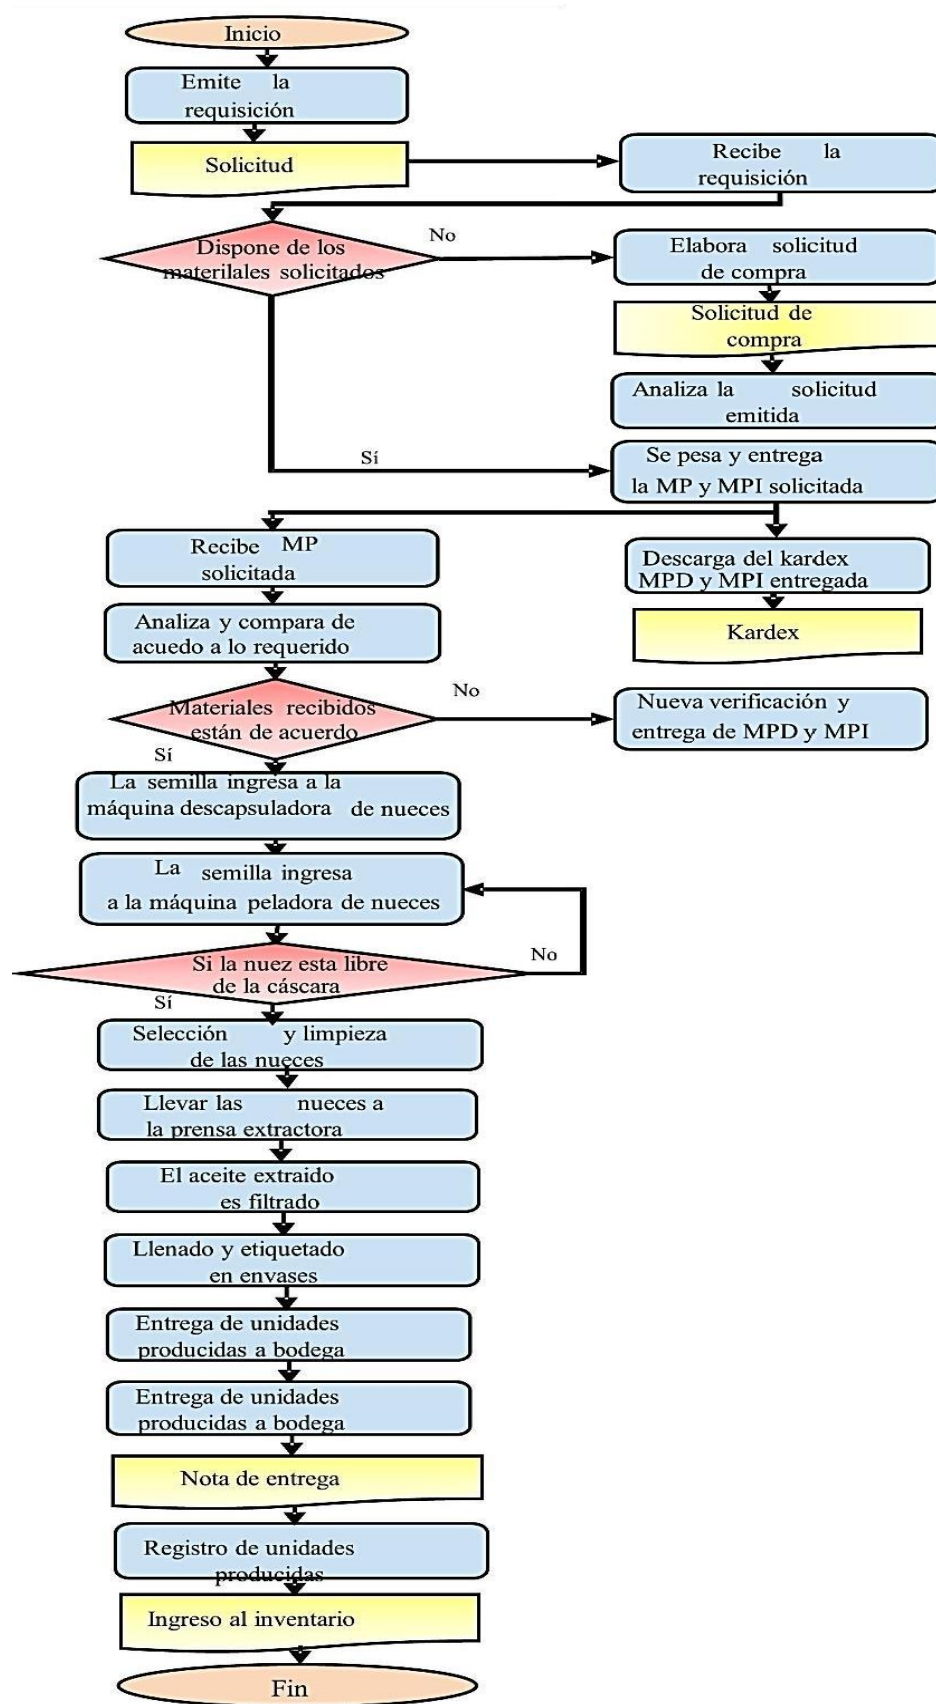 Inicio
Emite la
requisición
Solicitud
Recibe la
requisición
Dispone de los
materilales solicitados
No
Elabora solicitud
de compra
Solicitud de
compra
Analiza la solicitud
emitida
Sí
Se pesa y entrega
la MP y MPI solicitada
Recibe MP
solicitada
Descarga del kardex
MPD y MPI entregada
Analiza y compara de
acuedo a lo requerido
Kardex
Materiales recibidos
están de acuerdo
No
Nueva verificación y
entrega de MPD y MPI
Sí
La semilla ingresa a la
máquina descapsuladora de nueces
La semilla ingresa
a la máquina peladora de nueces
Si la nuez esta libre
de la cáscara
No
Sí
Selección y limpieza
de las nueces
Llevar las nueces a
la prensa extractora
El aceite extraido
es filtrado
Llenado y etiquetado
en envases
Entrega de unidades
producidas a bodega
Entrega de unidades
producidas a bodega
Nota de entrega
Registro de unidades
producidas
Ingreso al inventario
Fin